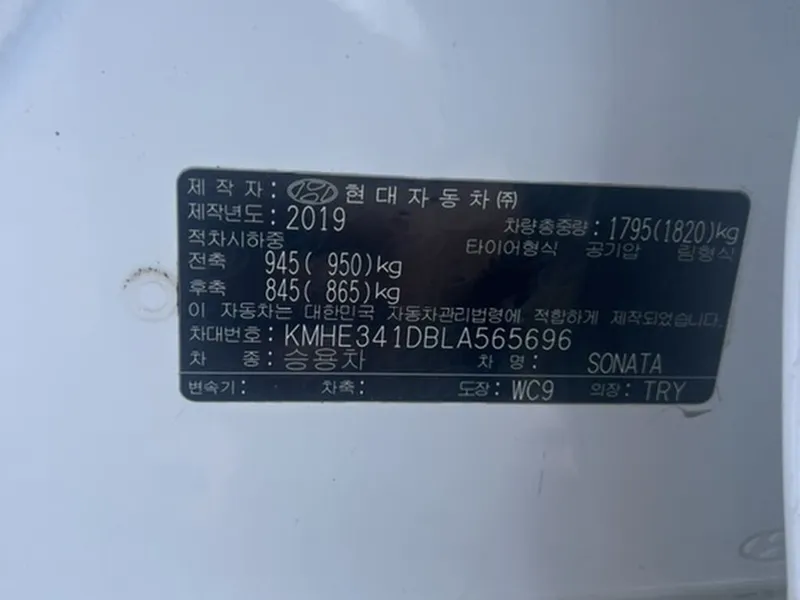 제 작 자 : 현대자동차㈜
제작년도 : 2019 차량총중량 : 1795(1820)kg
적차시하중 타이어형식 공기압 림형식
전축 945( 950)kg
후축 845( 865)kg
이 자동차는 대한민국 자동차관리법령에 적합하게 제작되었습니다
차대번호 : KMHE341DBLA565696
차 종 : 승용차 차 명 : SONATA
변속기 : 차축 : 도장 : WC9 의장 : TRY